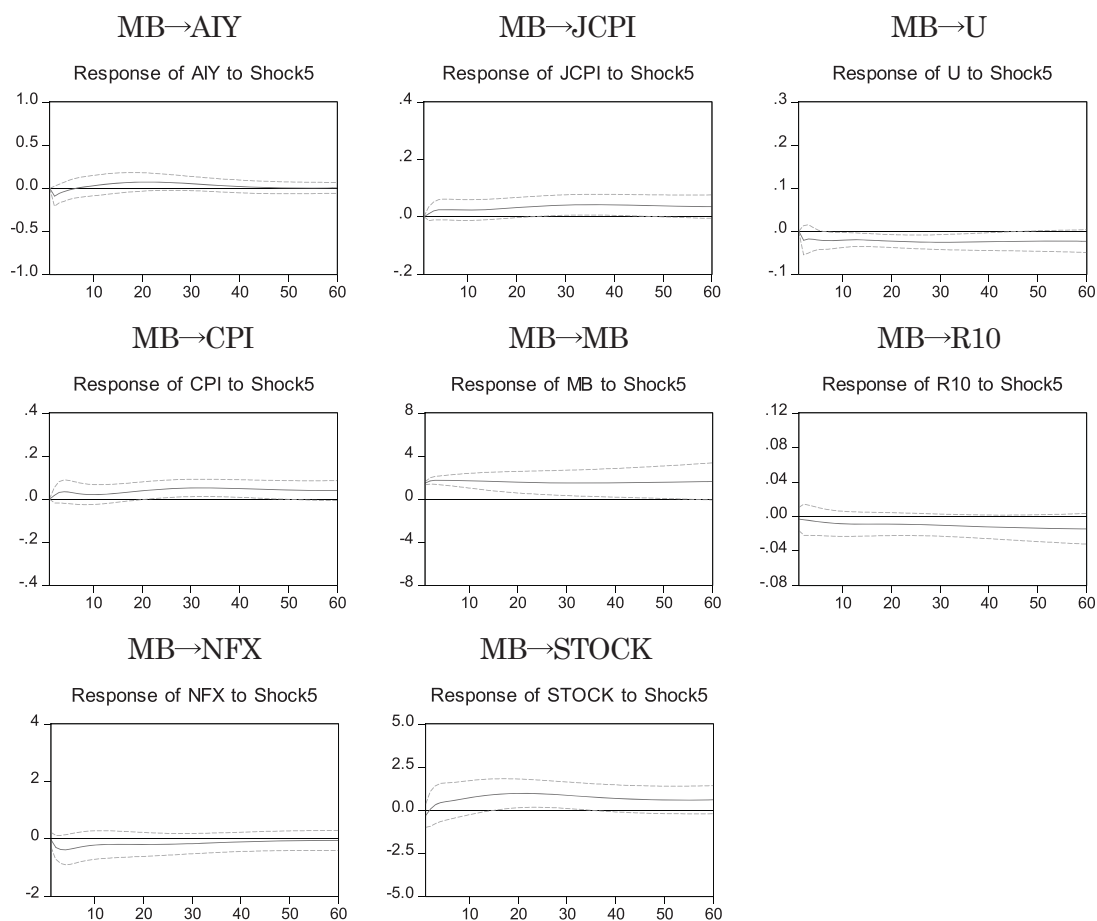 MB→AIY
MB→JCPI
MB→U
Response of AIY to Shock5
Response of JCPI to Shock5
Response of U to Shock5
1.0
0.5
0.0
-0.5
-1.0
10 20 30 40 50 60
.4
.2
.0
-.2
10 20 30 40 50 60
.3
.2
.1
.0
-.1
10 20 30 40 50 60
MB→CPI
MB→MB
MB→R10
Response of CPI to Shock5
Response of MB to Shock5
Response of R10 to Shock5
.4
.2
.0
-.2
-.4
10 20 30 40 50 60
8
4
0
-4
-8
10 20 30 40 50 60
.12
.08
.04
.00
-.04
-.08
10 20 30 40 50 60
MB→NFX
MB→STOCK
Response of NFX to Shock5
Response of STOCK to Shock5
4
2
0
-2
10 20 30 40 50 60
5.0
2.5
0.0
-2.5
-5.0
10 20 30 40 50 60